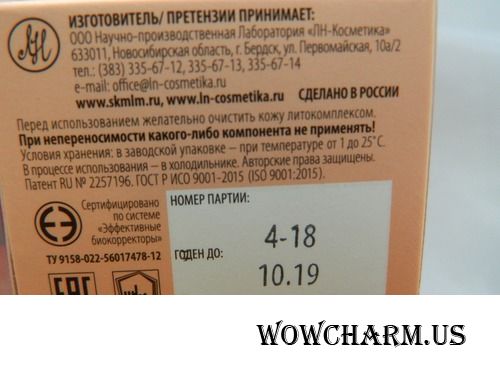 ИЗГОТОВИТЕЛЬ/ ПРЕТЕНЗИИ ПРИНИМАЕТ:
ООО Научно-производственная Лаборатория «ЛН-Косметика»
633011, Новосибирская область, г. Бердск, ул. Первомайская, 10а/2
тел.: (383) 335-67-12, 335-67-13, 335-67-14
e-mail: office@ln-cosmetika.ru
www.skmlm.ru, www.ln-cosmetika.ru СДЕЛАНО В РОССИИ
Перед использованием желательно очистить кожу литокомплексом.
При непереносимости какого-либо компонента не применять!
Условия хранения: в заводской упаковке – при температуре от 1 до 25°С.
В процессе использования – в холодильнике. Авторские права защищены.
Патент RU № 2257196. ГОСТ Р ИСО 9001-2015 (ISO 9001:2015).
Сертифицировано
по системе
«Эффективные
биокорректоры»
ТУ 9158-022-56017478-12
НОМЕР ПАРТИИ:
4-18
ГОДЕН ДО:
10.19
EAC
WOWCHARM.US